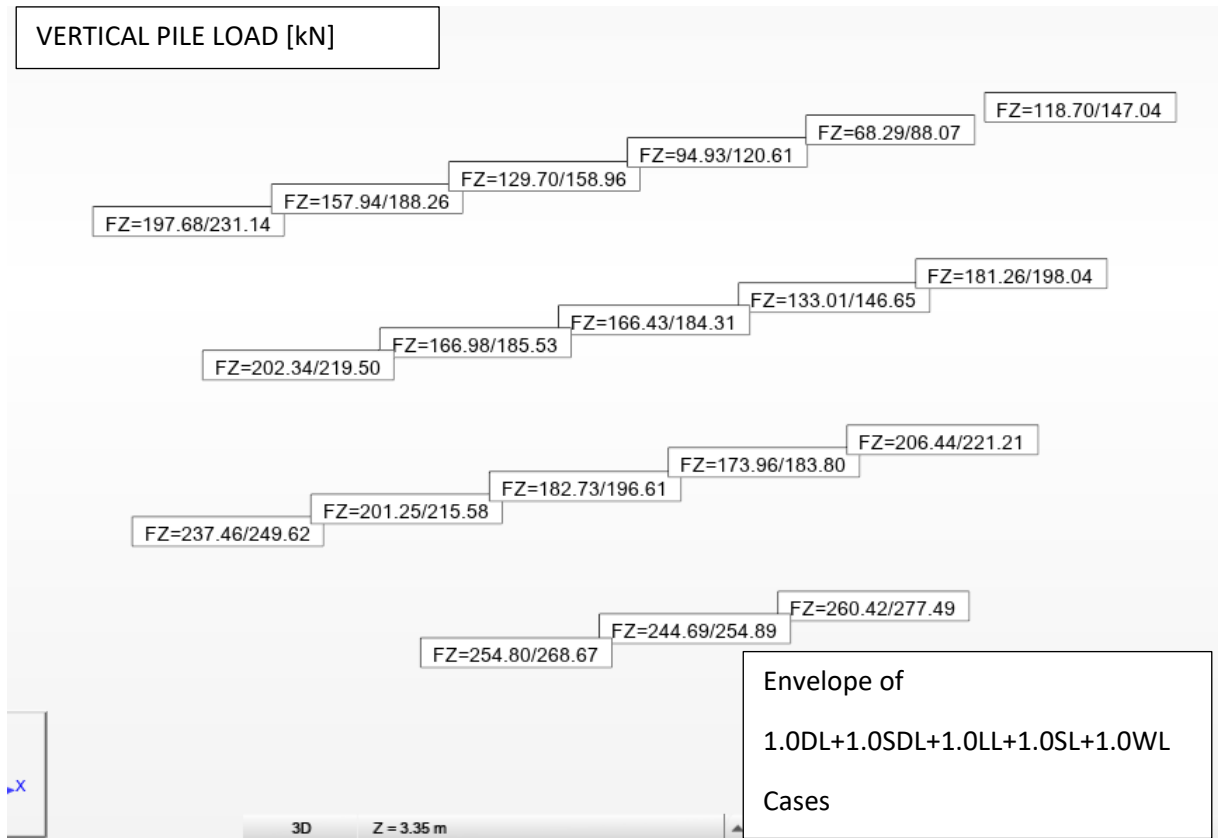 VERTICAL PILE LOAD [kN]
FZ=118.70/147.04
FZ=68.29/88.07
FZ=94.93/120.61
FZ=129.70/158.96
FZ=157.94/188.26
FZ=197.68/231.14
FZ=181.26/198.04
FZ=133.01/146.65
FZ=166.43/184.31
FZ=166.98/185.53
FZ=202.34/219.50
FZ=206.44/221.21
FZ=173.96/183.80
FZ=182.73/196.61
FZ=201.25/215.58
FZ=237.46/249.62
FZ=260.42/277.49
FZ=244.69/254.89
FZ=254.80/268.67
Envelope of
1.0DL+1.0SDL+1.0LL+1.0SL+1.0WL
Cases
x
3D Z = 3.35 m